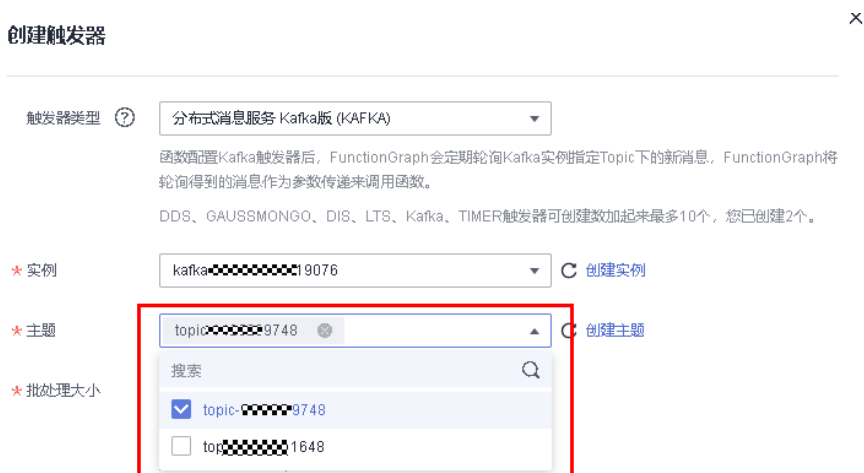 创建触发器
触发器类型 分布式消息服务 Kafka版 (KAFKA)
函数配置Kafka触发器后，FunctionGraph会定期轮询Kafka实例指定Topic下的新消息，FunctionGraph将
轮询得到的消息作为参数传递来调用函数。
DDS、GAUSSMONGO、DIS、LTS、Kafka、TIMER触发器可创建数加起来最多10个，您已创建2个。
* 实例 kafka 19076 创建实例
* 主题 topic 9748 创建主题
搜索
* 批处理大小
topic- 9748
top 1648